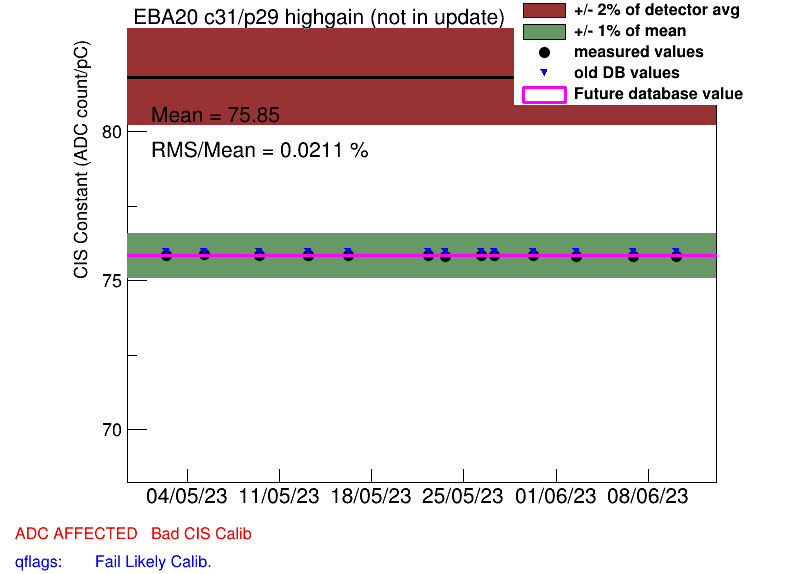 EBA20 c31/p29 highgain (not in update)
+/- 2% of detector avg
+/- 1% of mean
measured values
old DB values
Future database value
CIS Constant (ADC count/pC)
Mean = 75.85
RMS/Mean = 0.0211 %
80
75
70
04/05/23 11/05/23 18/05/23 25/05/23 01/06/23 08/06/23
ADC AFFECTED Bad CIS Calib
qflags: Fail Likely Calib.